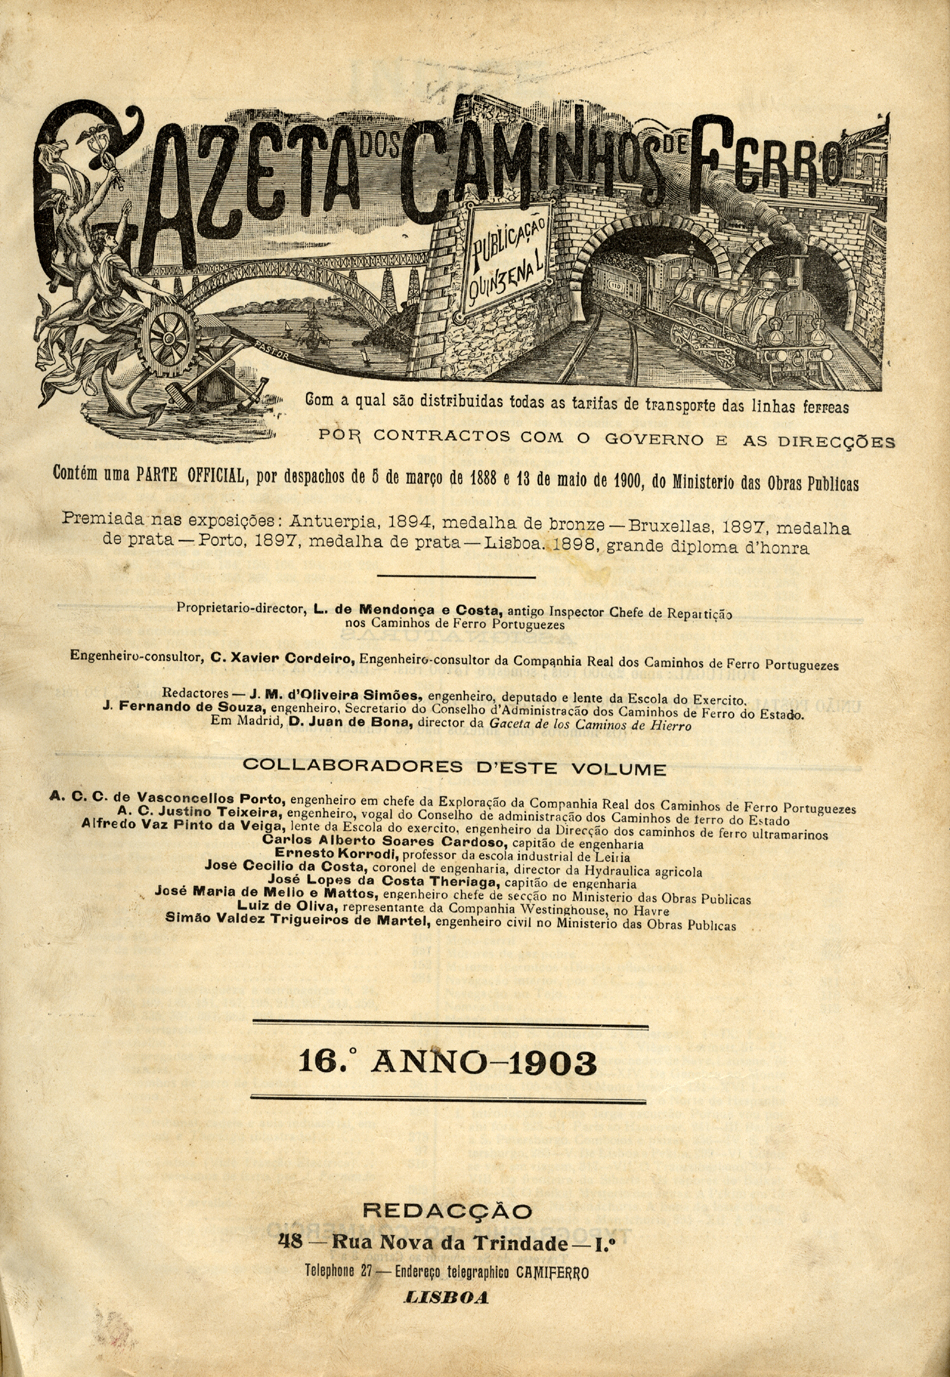 GAZETA DOS CAMINHOS DE FERRO
PUBLICAÇÃO
QUINZENAL
PASTOR
Com a qual são distribuidas todas as tarifas de transporte das linhas ferreas
POR CONTRACTOS COM O GOVERNO E AS DIRECÇÕES
Contém uma PARTE OFFICIAL, por despachos de 5 de março de 1888 e 13 de maio de 1900, do Ministerio das Obras Publicas
Premiada nas exposições: Antuerpia, 1894, medalha de bronze — Bruxellas, 1897, medalha
de prata — Porto, 1897, medalha de prata — Lisboa. 1898, grande diploma d'honra
Proprietario-director, L. de Mendonça e Costa, antigo Inspector Chefe de Repartição
nos Caminhos de Ferro Portuguezes
Engenheiro-consultor, C. Xavier Cordeiro, Engenheiro-consultor da Companhia Real dos Caminhos de Ferro Portuguezes
Redactores — J. M. d'Oliveira Simões, engenheiro, deputado e lente da Escola do Exercito.
J. Fernando de Souza, engenheiro, Secretario do Conselho d'Administracão dos Caminhos de Ferro do Estado.
Em Madrid, D. Juan de Bona, director da Gaceta de los Caminos de Hierro
COLLABORADORES D'ESTE VOLUME
A. C. C. de Vasconcellos Porto, engenheiro em chefe da Exploração da Companhia Real dos Caminhos de Ferro Portuguezes
A. C. Justino Teixeira, engenheiro, vogal do Conselho de administração dos Caminhos de ferro do Estado
Alfredo Vaz Pinto da Veiga, lente da Escola do exercito, engenheiro da Direcção dos caminhos de ferro ultramarinos
Carlos Alberto Soares Cardoso, capitão de engenharia
Ernesto Korrodi, professor da escola industrial de Leiria
José Cecilio da Costa, coronel de engenharia, director da Hydraulica agricola
José Lopes da Costa Theriaga, capitão de engenharia
José Maria de Mello e Mattos, engenheiro chefe de secção no Ministerio das Obras Publicas
Luiz de Oliva, representante da Companhia Westinghouse, no Havre
Simão Valdez Trigueiros de Martel, engenheiro civil no Ministerio das Obras Publicas
16.º ANNO—1903
REDACÇÃO
48 — Rua Nova da Trindade — 1.º
Telephone 27 — Endereço telegraphico CAMIFERRO
LISBOA